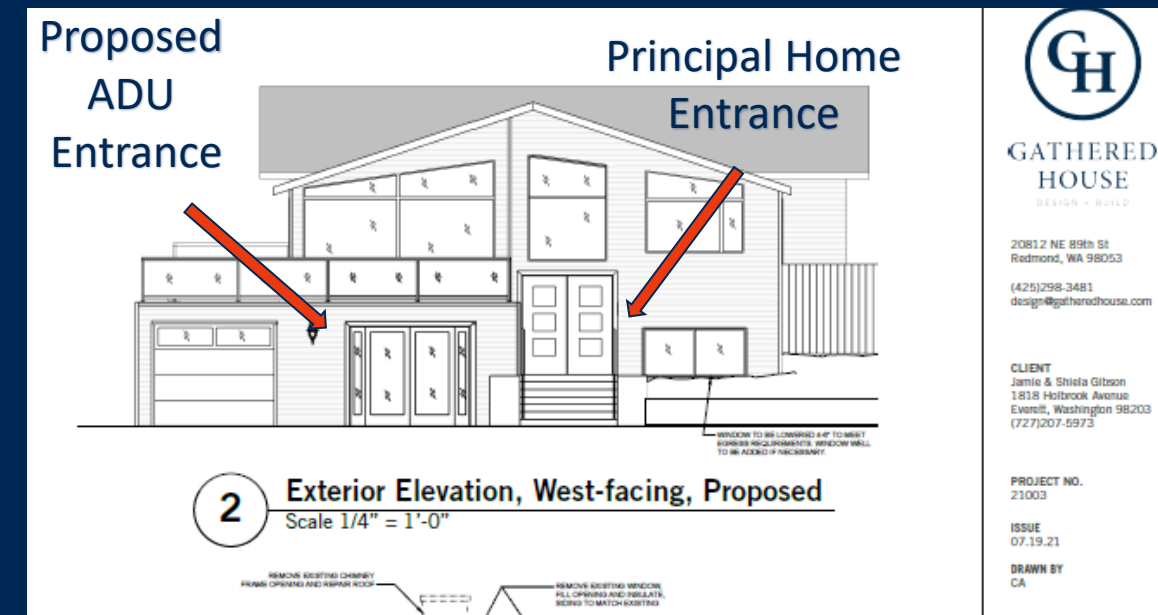 Proposed
ADU
Entrance
Principal Home
Entrance
WINDOW TO BE LOWERED 4-6" TO MEET
EGRESS REQUIREMENTS. WINDOW WELL
TO BE ADDED IF NECESSARY.
2
Exterior Elevation, West-facing, Proposed
Scale 1/4" = 1'-0"
REMOVE EXISTING CHIMNEY
FRAME OPENING AND REPAIR ROOF
REMOVE EXISTING WINDOW,
FILL OPENING AND INSULATE,
SIDING TO MATCH EXISTING
GH
GATHERED
HOUSE
DESIGN + BUILD
20812 NE 89th St
Redmond, WA 98053
(425)298-3481
design@gatheredhouse.com
CLIENT
Jamie & Shiela Gibson
1818 Holbrook Avenue
Everett, Washington 98203
(727)207-5973
PROJECT NO.
21003
ISSUE
07.19.21
DRAWN BY
CA